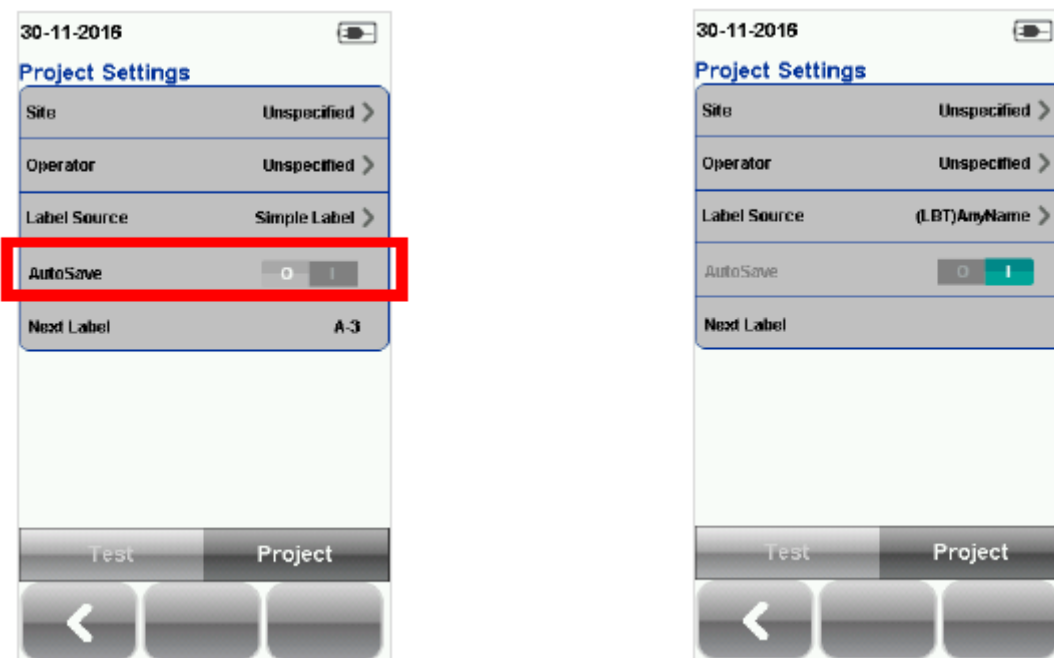 30-11-2016
Project Settings
Site Unspecified
Operator Unspecified
Label Source Simple Label
AutoSave O I
Next Label A-3
Test Project
30-11-2016
Project Settings
Site Unspecified
Operator Unspecified
Label Source (LBT)AnyName
AutoSave O I
Next Label
Test Project